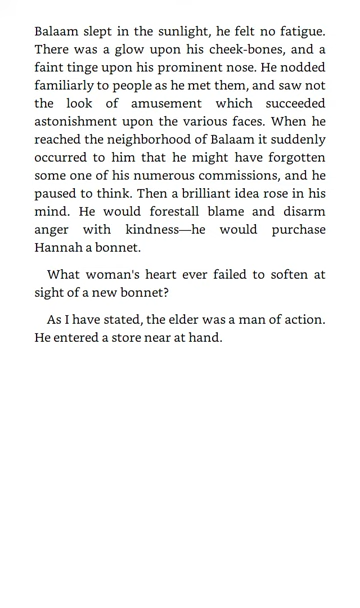 Balaam slept in the sunlight, he felt no fatigue.
There was a glow upon his cheek-bones, and a
faint tinge upon his prominent nose. He nodded
familiarly to people as he met them, and saw not
the look of amusement which succeeded
astonishment upon the various faces. When he
reached the neighborhood of Balaam it suddenly
occurred to him that he might have forgotten
some one of his numerous commissions, and he
paused to think. Then a brilliant idea rose in his
mind. He would forestall blame and disarm
anger with kindness—he would purchase
Hannah a bonnet.
What woman's heart ever failed to soften at
sight of a new bonnet?
As I have stated, the elder was a man of action.
He entered a store near at hand.